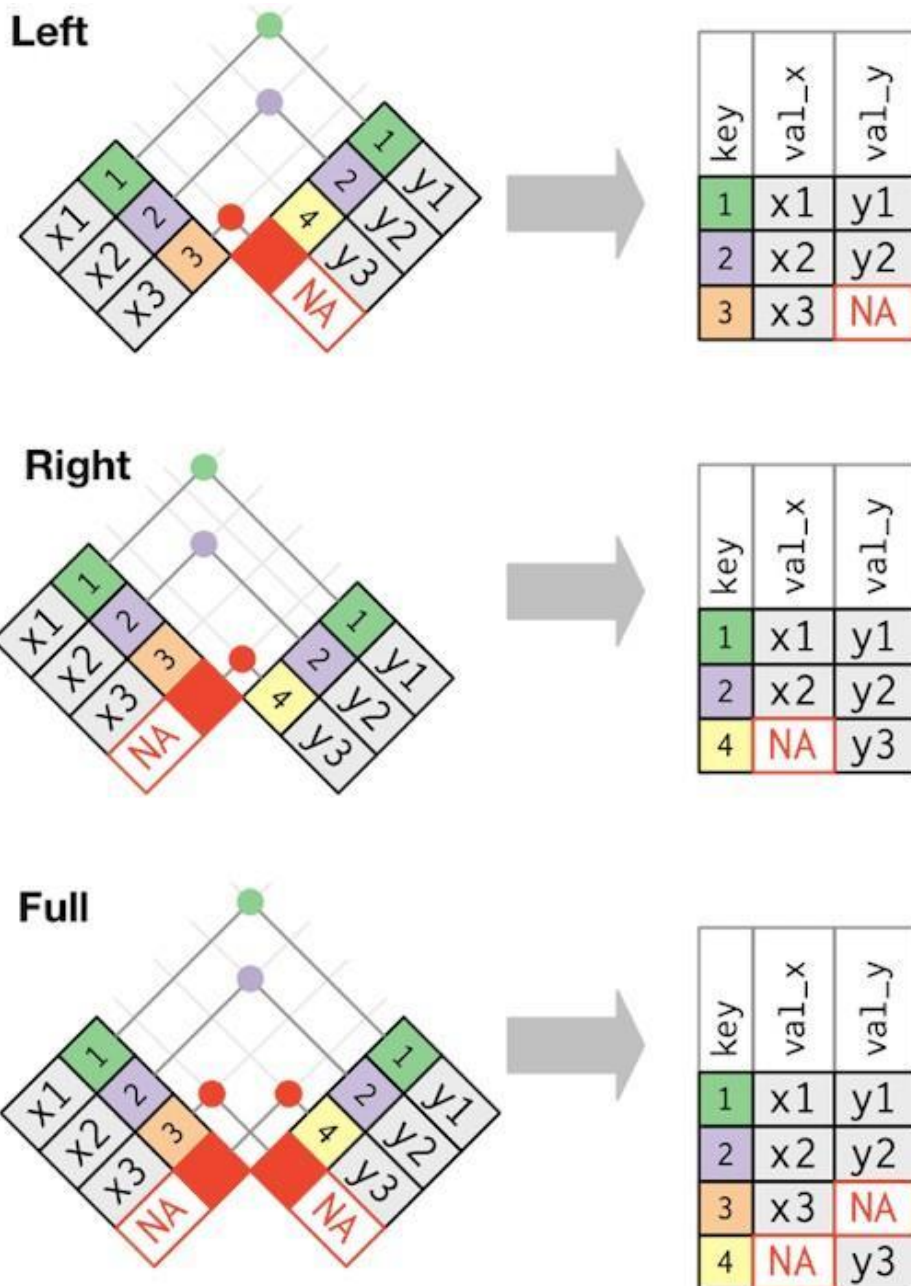 Left
1 x1
2 x2
3 x3
1 y1
2 y2
4 y3
NA
key val_x val_y
1 x1 y1
2 x2 y2
3 x3 NA
Right
1 x1
2 x2
3 x3
NA
1 y1
2 y2
4 y3
key val_x val_y
1 x1 y1
2 x2 y2
4 NA y3
Full
1 x1
2 x2
3 x3
NA
1 y1
2 y2
4 y3
NA
key val_x val_y
1 x1 y1
2 x2 y2
3 x3 NA
4 NA y3